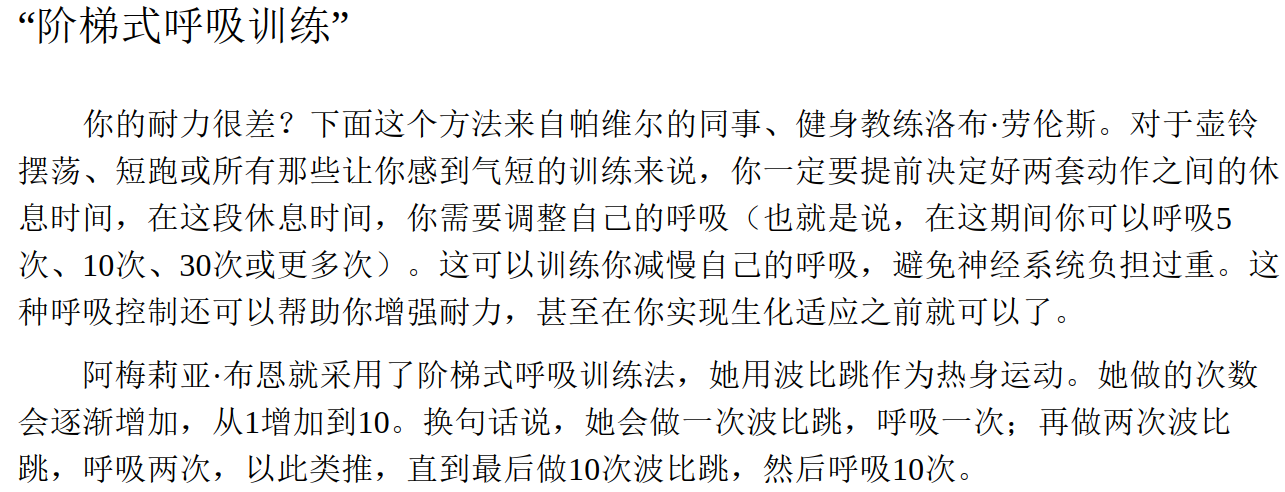 “阶梯式呼吸训练”
你的耐力很差？下面这个方法来自帕维尔的同事、健身教练洛布·劳伦斯。对于壶铃
摆荡、短跑或所有那些让你感到气短的训练来说，你一定要提前决定好两套动作之间的休
息时间，在这段休息时间，你需要调整自己的呼吸（也就是说，在这期间你可以呼吸5
次、10次、30次或更多次）。这可以训练你减慢自己的呼吸，避免神经系统负担过重。这
种呼吸控制还可以帮助你增强耐力，甚至在你实现生化适应之前就可以了。
阿梅莉亚·布恩就采用了阶梯式呼吸训练法，她用波比跳作为热身运动。她做的次数
会逐渐增加，从1增加到10。换句话说，她会做一次波比跳，呼吸一次；再做两次波比
跳，呼吸两次，以此类推，直到最后做10次波比跳，然后呼吸10次。